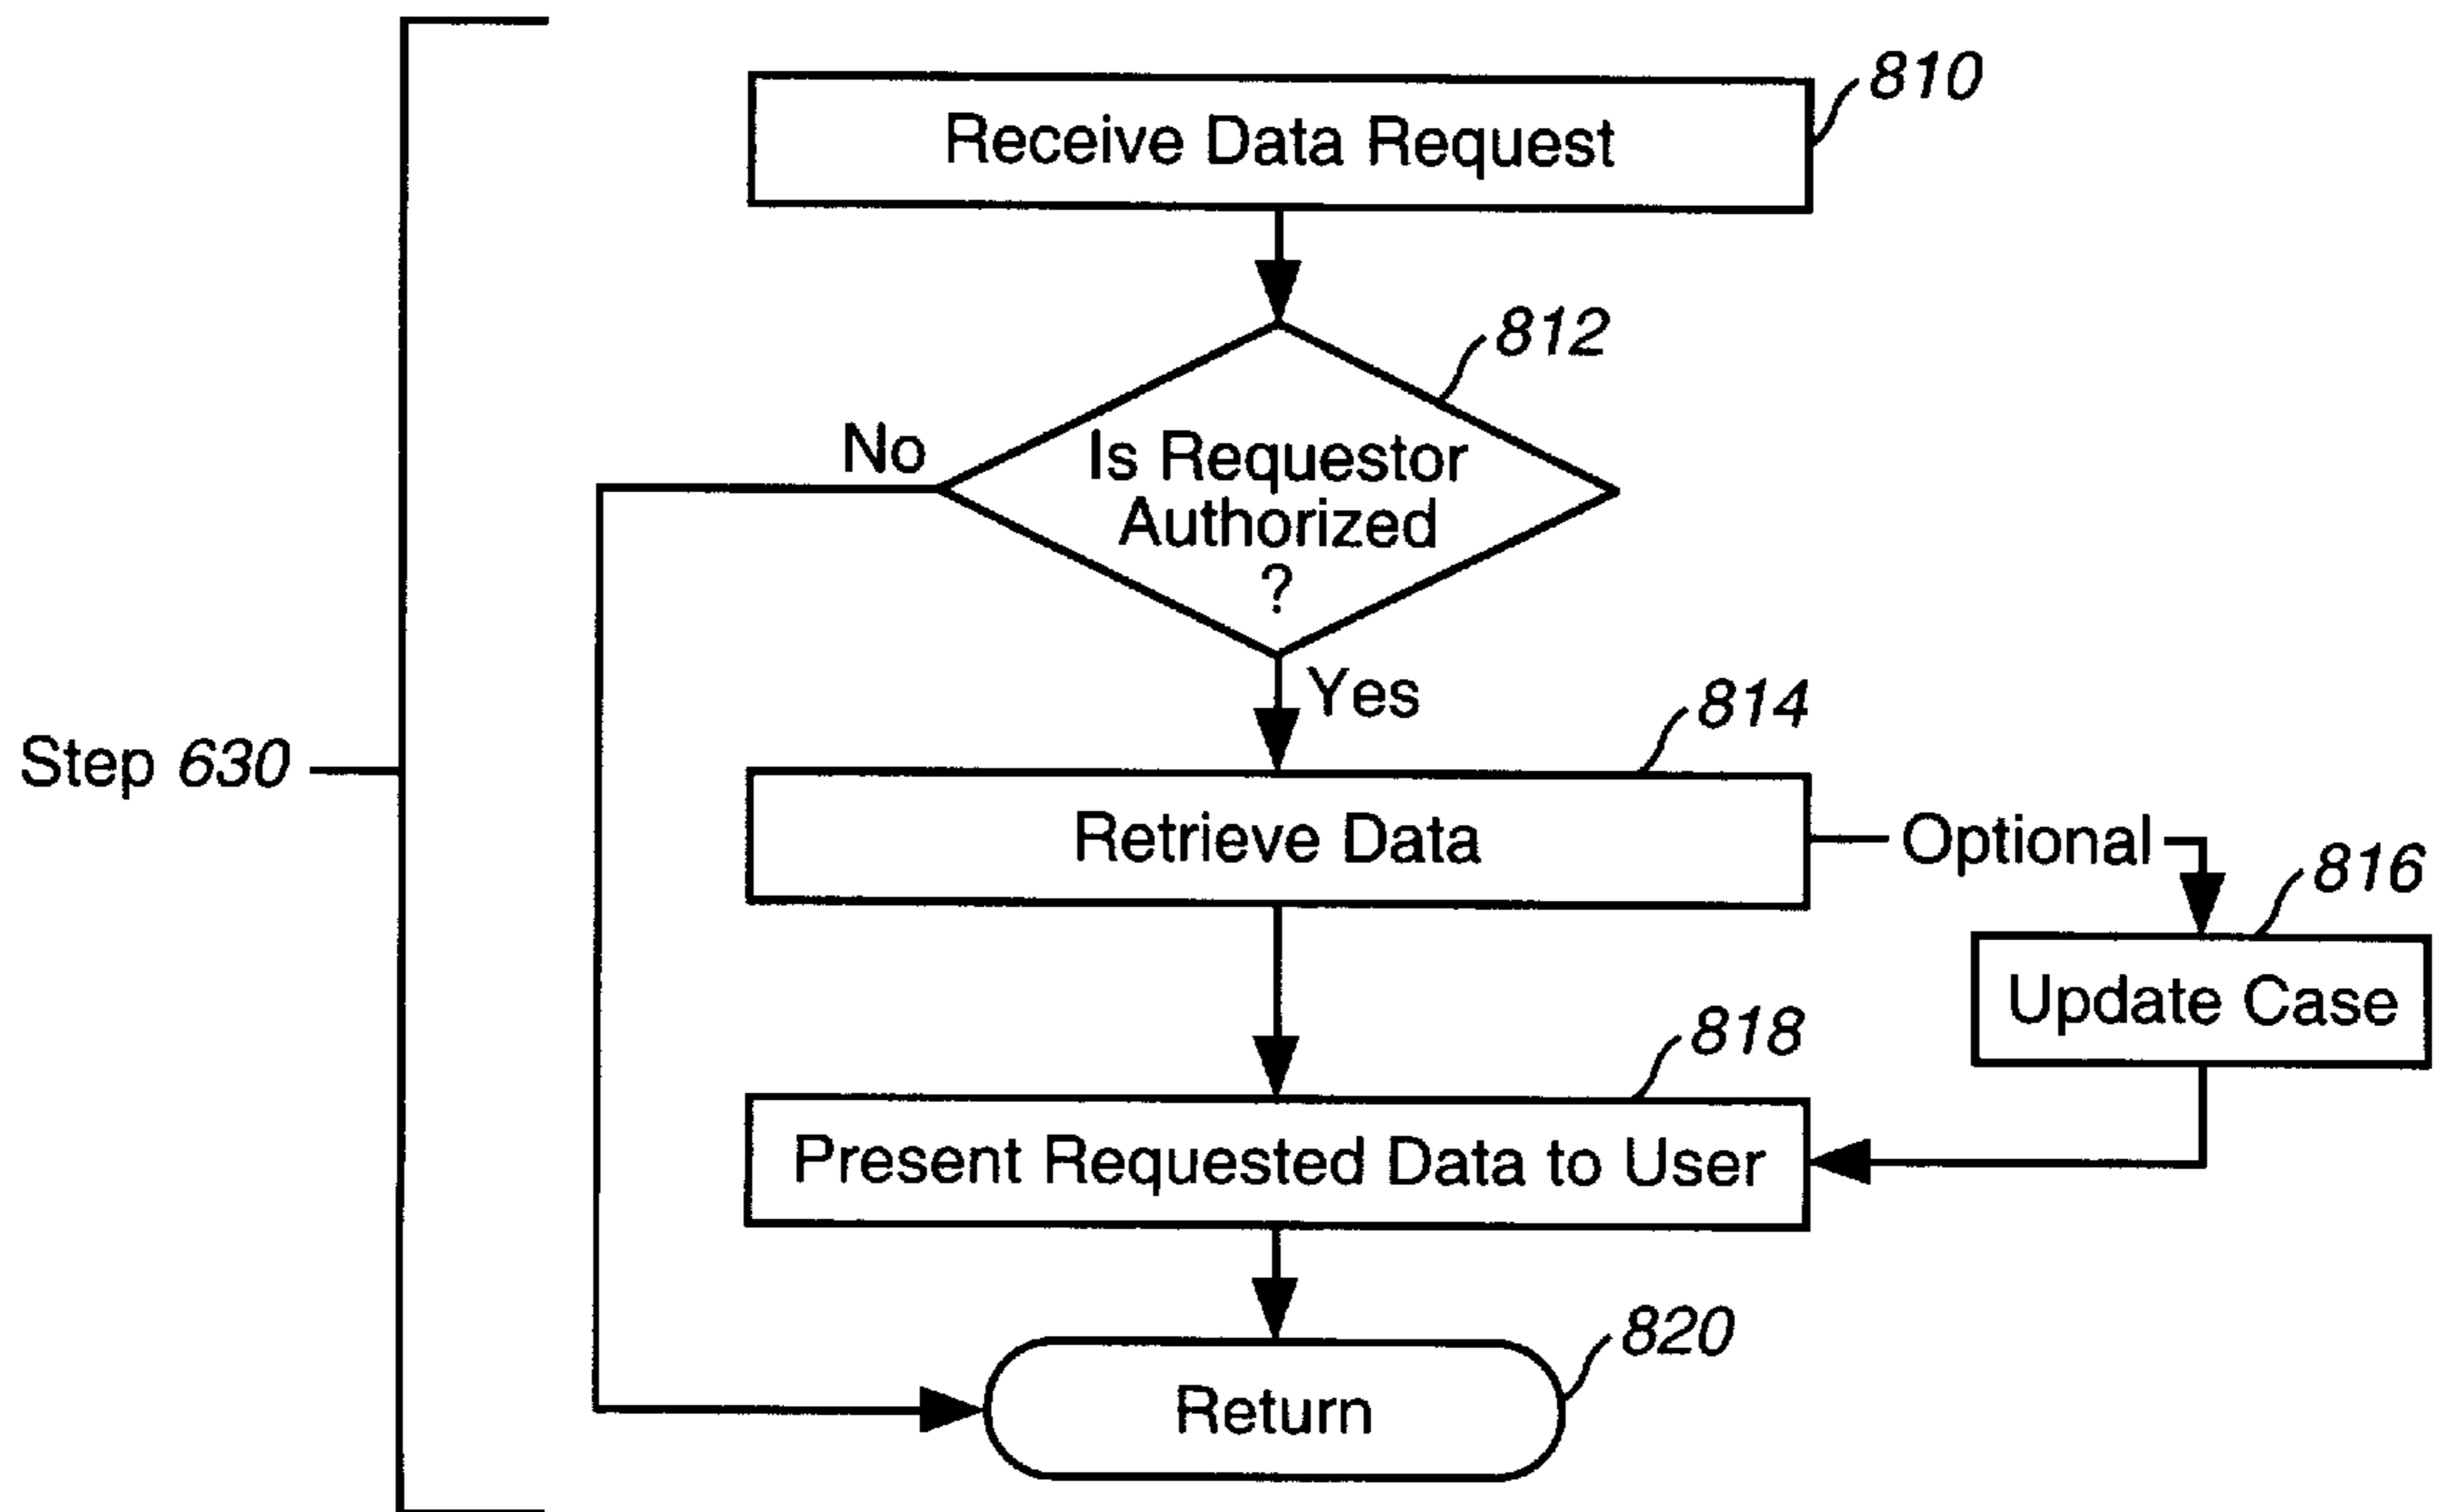 810
Receive Data Request
812
No
Is Requestor
Authorized
?
Yes
814
Step 630
Retrieve Data
Optional
816
Update Case
818
Present Requested Data to User
820
Return